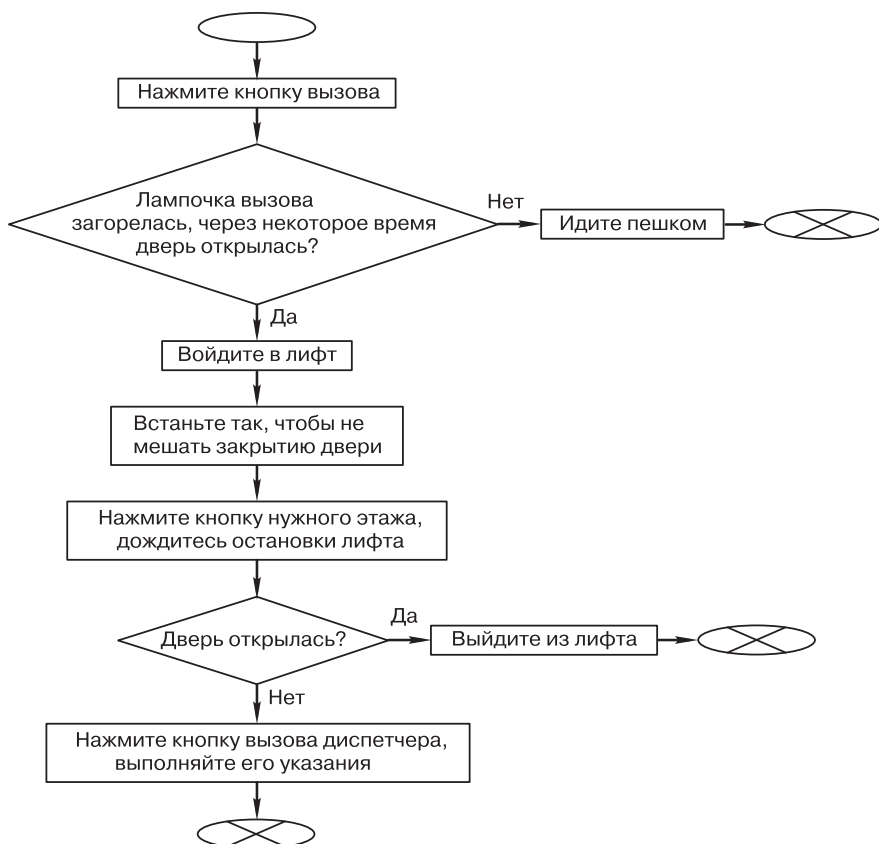 Нажмите кнопку вызова
Лампочка вызова
загорелась, через некоторое время
дверь открылась?
Нет
Идите пешком
Да
Войдите в лифт
Встаньте так, чтобы не
мешать закрытию двери
Нажмите кнопку нужного этажа,
дождитесь остановки лифта
Дверь открылась?
Да
Выйдите из лифта
Нет
Нажмите кнопку вызова диспетчера,
выполняйте его указания